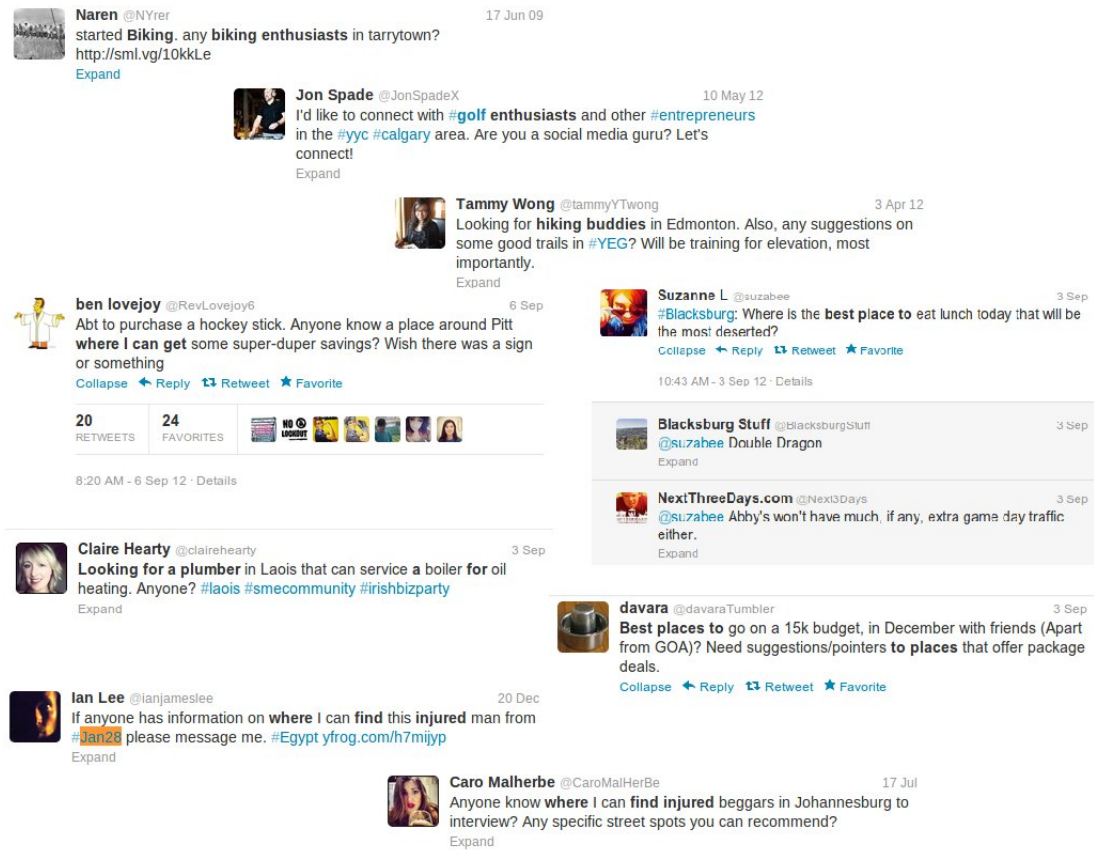 Naren @NYrer 17 Jun 09
started Biking. any biking enthusiasts in tarrytown?
http://sml.vg/10kkLe
Expand
Jon Spade @JonSpadeX 10 May 12
I'd like to connect with #golf enthusiasts and other #entrepreneurs
in the #yyc #calgary area. Are you a social media guru? Let's
connect!
Expand
Tammy Wong @tammyYTwong 3 Apr 12
Looking for hiking buddies in Edmonton. Also, any suggestions on
some good trails in #YEG? Will be training for elevation, most
importantly.
Expand
ben lovejoy @RevLovejoy6 6 Sep
Abt to purchase a hockey stick. Anyone know a place around Pitt
where I can get some super-duper savings? Wish there was a sign
or something
Collapse Reply Retweet Favorite
20 24
RETWEETS FAVORITES
NO LOCKOUT
8:20 AM - 6 Sep 12 · Details
Suzanne L @suzabee 3 Sep
#Blacksburg: Where is the best place to eat lunch today that will be
the most deserted?
Collapse Reply Retweet Favorite
10:43 AM - 3 Sep 12 · Details
Blacksburg Stuff @BlacksburgStuff 3 Sep
@suzabee Double Dragon
Expand
NextThreeDays.com @Next3Days 3 Sep
@suzabee Abby's won't have much, if any, extra game day traffic
either.
Expand
Claire Hearty @clairehearty 3 Sep
Looking for a plumber in Laois that can service a boiler for oil
heating. Anyone? #laois #smecommunity #irishbizparty
Expand
davara @davaraTumbler 3 Sep
Best places to go on a 15k budget, in December with friends (Apart
from GOA)? Need suggestions/pointers to places that offer package
deals.
Collapse Reply Retweet Favorite
Ian Lee @ianjameslee 20 Dec
If anyone has information on where I can find this injured man from
#Jan28 please message me. #Egypt yfrog.com/h7mijyp
Expand
Caro Malherbe @CaroMalHerBe 17 Jul
Anyone know where I can find injured beggars in Johannesburg to
interview? Any specific street spots you can recommend?
Expand